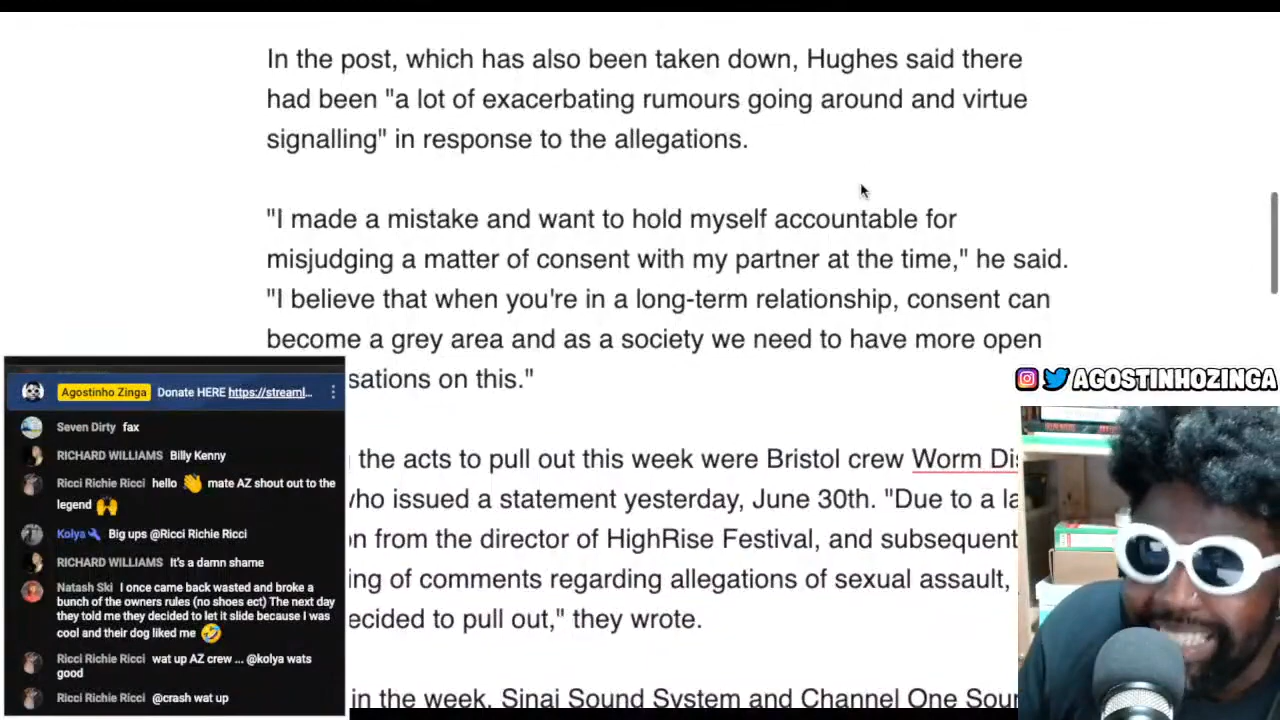 In the post, which has also been taken down, Hughes said there
had been "a lot of exacerbating rumours going around and virtue
signalling" in response to the allegations.
"I made a mistake and want to hold myself accountable for
misjudging a matter of consent with my partner at the time," he said.
"I believe that when you're in a long-term relationship, consent can
become a grey area and as a society we need to have more open
sations on this."
the acts to pull out this week were Bristol crew Worm Dis
who issued a statement yesterday, June 30th. "Due to a la
n from the director of HighRise Festival, and subsequent
ing of comments regarding allegations of sexual assault,
ecided to pull out," they wrote.
in the week, Sinai Sound System and Channel One Soun
Agostinho Zinga Donate HERE https://streaml...
Seven Dirty fax
RICHARD WILLIAMS Billy Kenny
Ricci Richie Ricci hello 👋 mate AZ shout out to the
legend 🙌
Kolya Big ups @Ricci Richie Ricci
RICHARD WILLIAMS It's a damn shame
Natash Ski I once came back wasted and broke a
bunch of the owners rules (no shoes ect) The next day
they told me they decided to let it slide because I was
cool and their dog liked me 🤣
Ricci Richie Ricci wat up AZ crew ... @kolya wats
good
Ricci Richie Ricci @crash wat up
AGOSTINHOZINGA